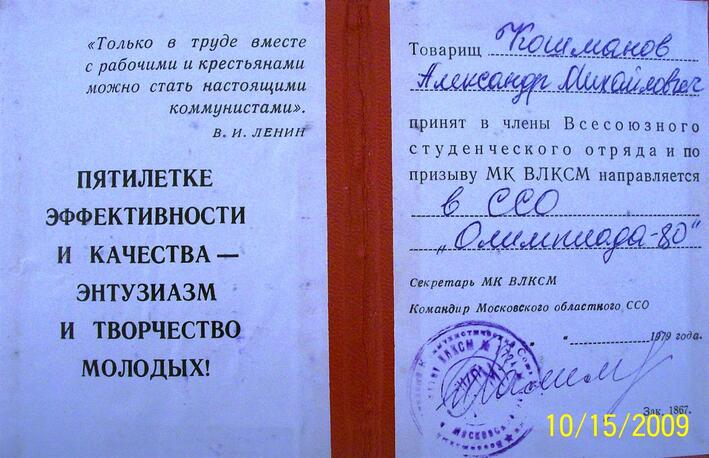 «Только в труде вместе
с рабочими и крестьянами
можно стать настоящими
коммунистами».
В. И. ЛЕНИН
ПЯТИЛЕТКЕ
ЭФФЕКТИВНОСТИ
И КАЧЕСТВА —
ЭНТУЗИАЗМ
И ТВОРЧЕСТВО
МОЛОДЫХ!
Товарищ Кошманов
Александр Михайлович
принят в члены Всесоюзного
студенческого отряда и по
призыву МК ВЛКСМ направляется
в ССО
„Олимпиада-80"
Секретарь МК ВЛКСМ
Командир Московского областного ССО
" " 1979 года.
Зак. 1867.
10/15/2009